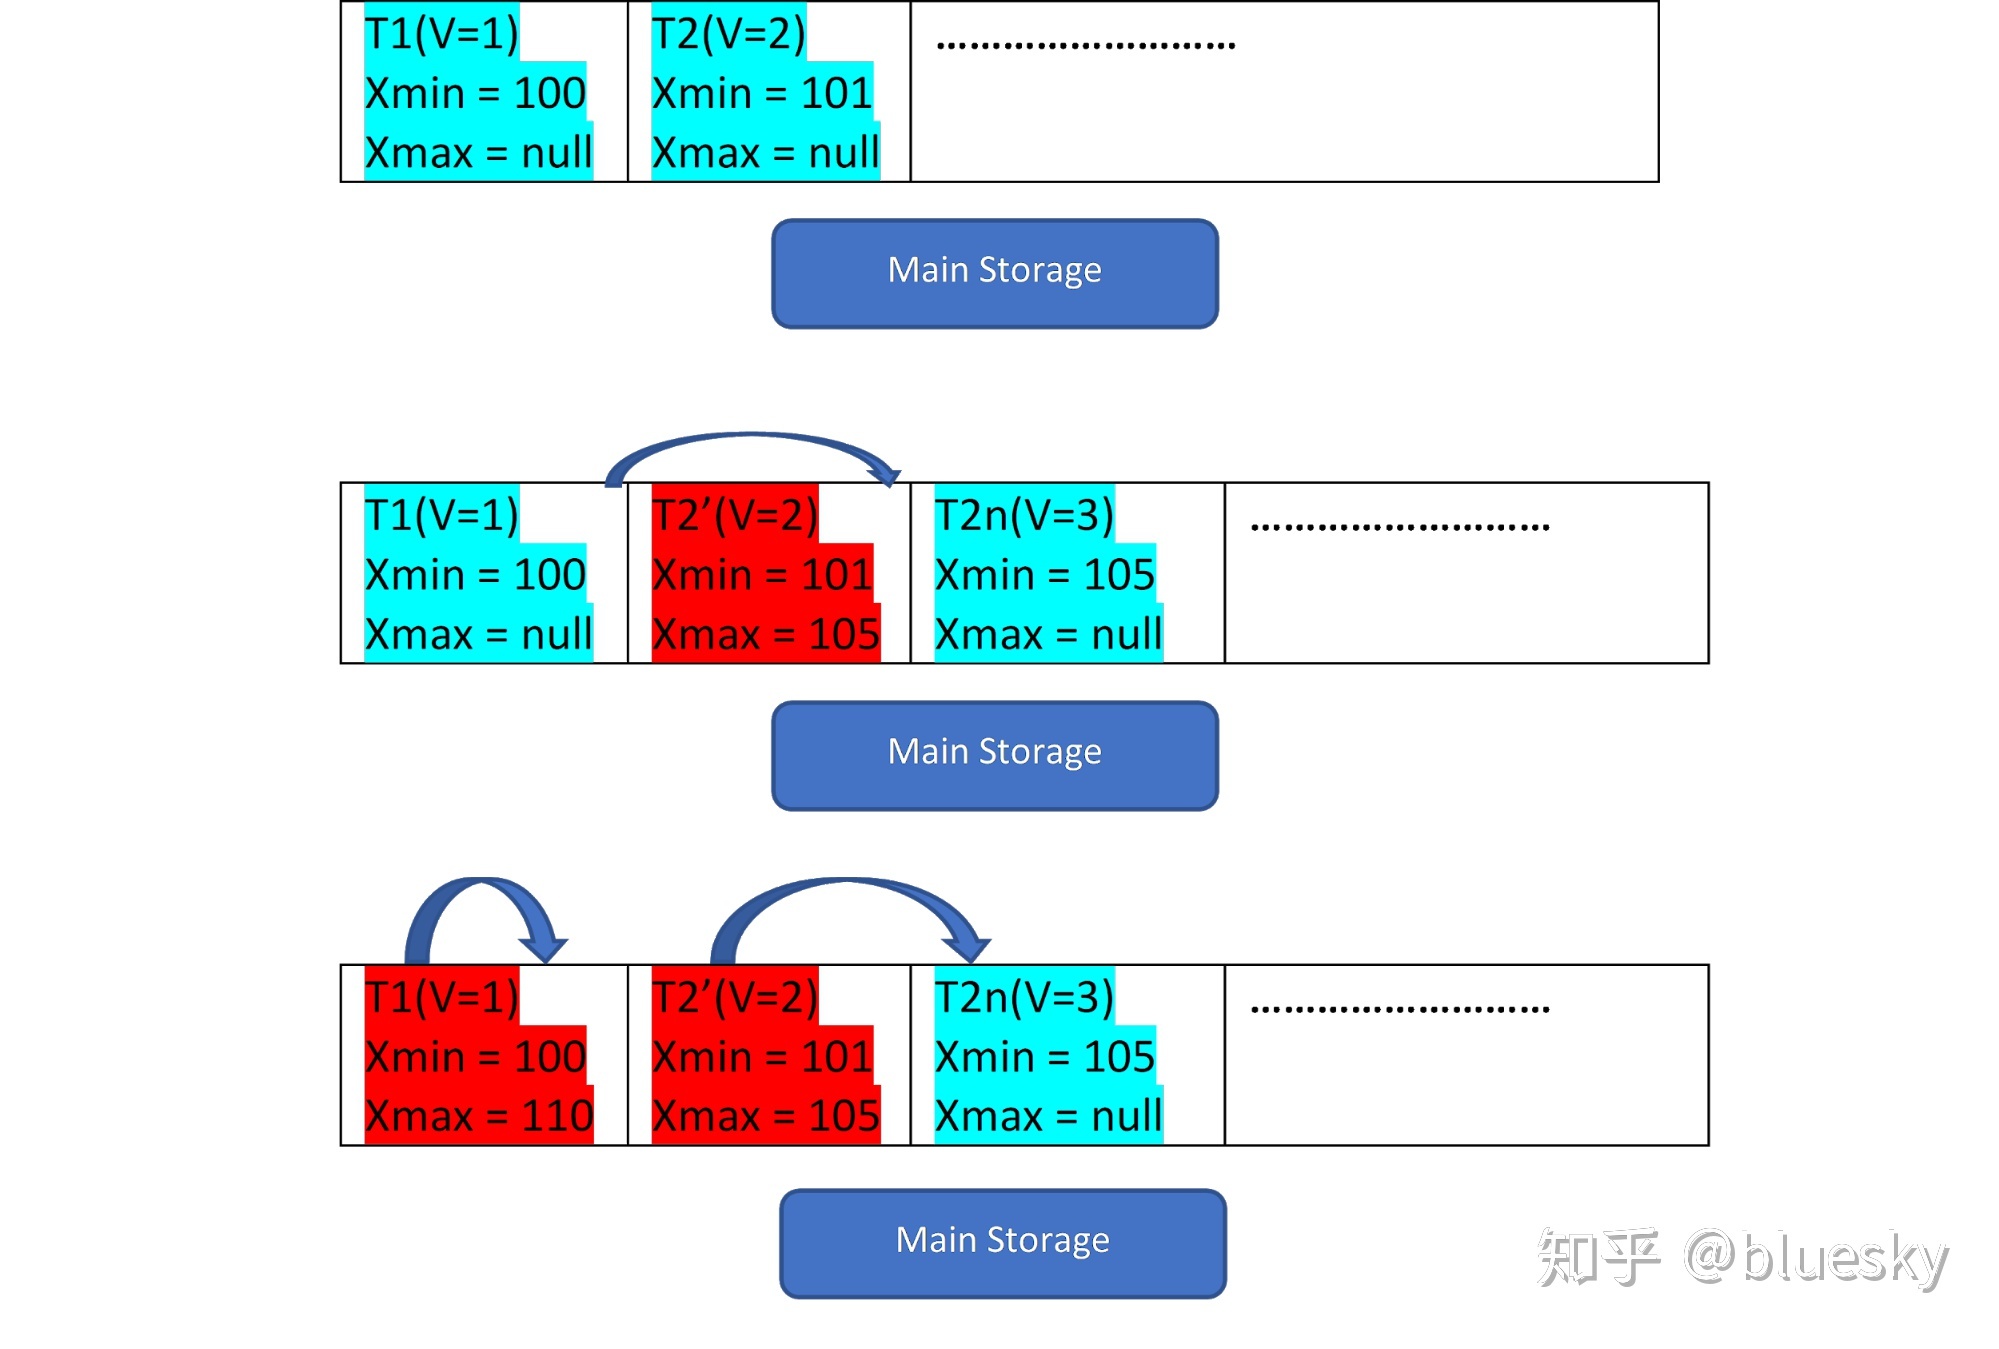 T1(V=1)
Xmin = 100
Xmax = null
T2(V=2)
Xmin = 101
Xmax = null
...........................
Main Storage
T1(V=1)
Xmin = 100
Xmax = null
T2’(V=2)
Xmin = 101
Xmax = 105
T2n(V=3)
Xmin = 105
Xmax = null
...........................
Main Storage
T1(V=1)
Xmin = 100
Xmax = 110
T2’(V=2)
Xmin = 101
Xmax = 105
T2n(V=3)
Xmin = 105
Xmax = null
...........................
Main Storage
知乎 @bluesky